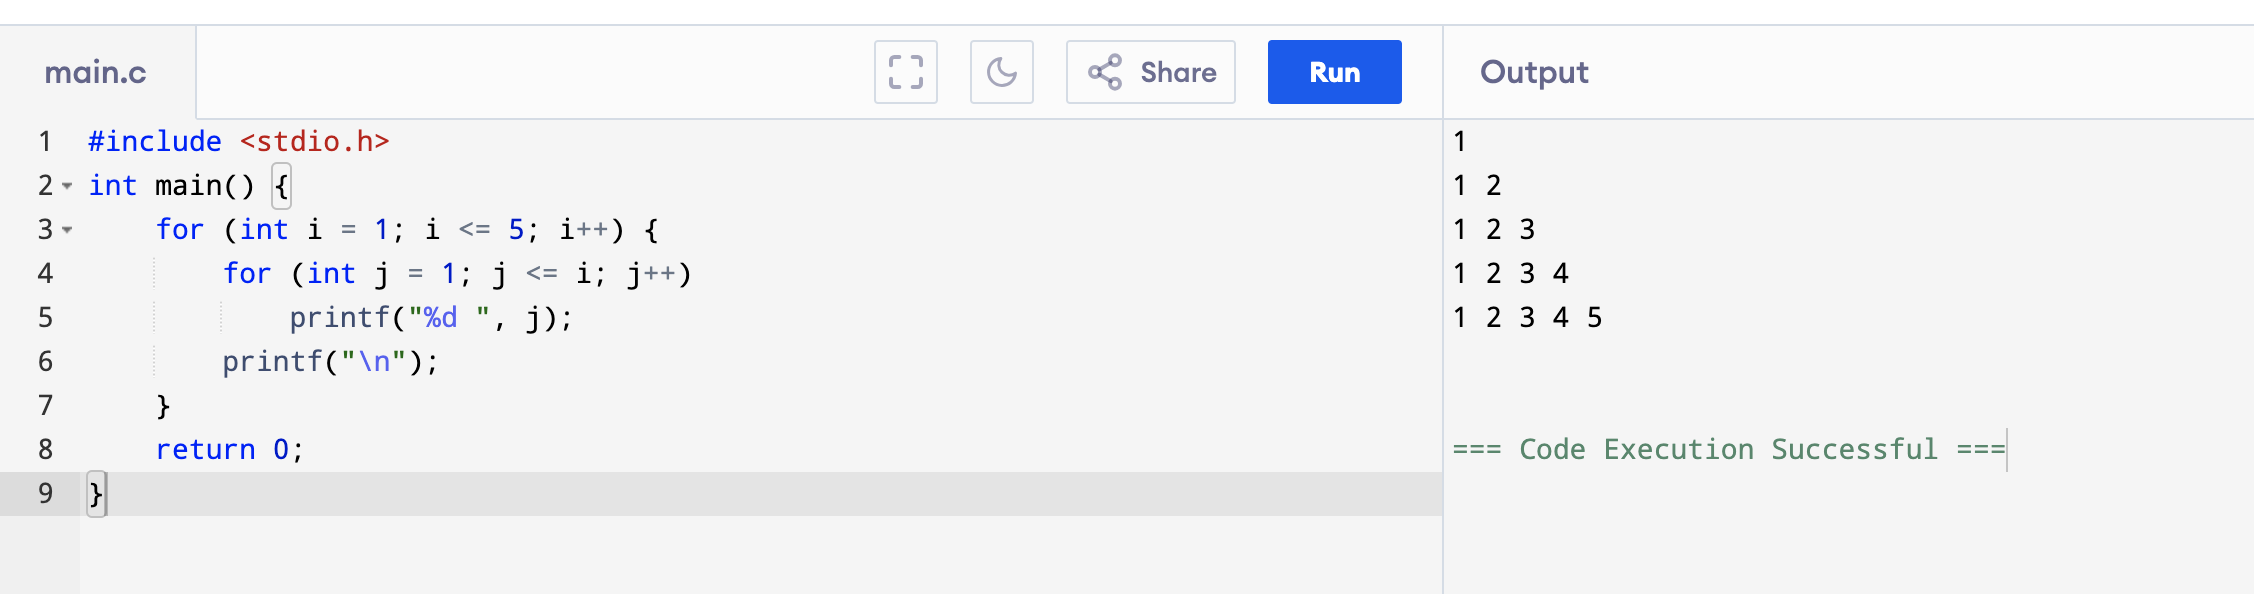 main.c
Share
Run
Output
1 #include <stdio.h>
2 int main() {
3     for (int i = 1; i <= 5; i++) {
4         for (int j = 1; j <= i; j++)
5             printf("%d ", j);
6         printf("\n");
7     }
8     return 0;
9 }
1
1 2
1 2 3
1 2 3 4
1 2 3 4 5
=== Code Execution Successful ===